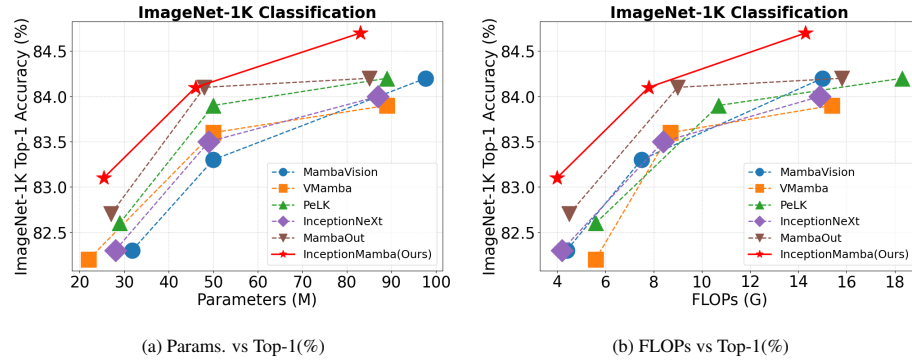 ImageNet-1K Classification
ImageNet-1K Top-1 Accuracy (%)
84.5
84.0
83.5
83.0
82.5
20 30 40 50 60 70 80 90 100
Parameters (M)
MambaVision
VMamba
PeLK
InceptionNeXt
MambaOut
InceptionMamba(Ours)
(a) Params. vs Top-1(%)
ImageNet-1K Classification
ImageNet-1K Top-1 Accuracy (%)
84.5
84.0
83.5
83.0
82.5
4 6 8 10 12 14 16 18
FLOPs (G)
MambaVision
VMamba
PeLK
InceptionNeXt
MambaOut
InceptionMamba(Ours)
(b) FLOPs vs Top-1(%)